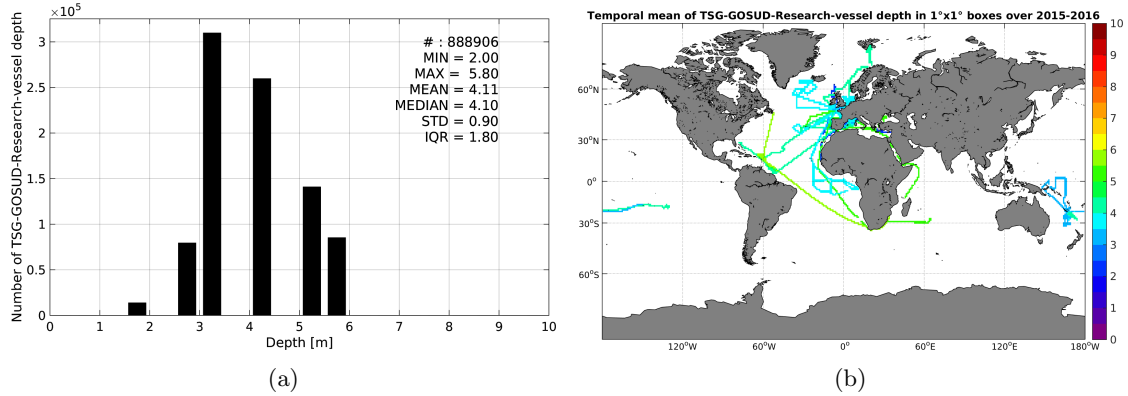 x 10⁵
Number of TSG-GOSUD-Research-vessel depth
3
2.5
2
1.5
1
0.5
0
# : 888906
MIN = 2.00
MAX = 5.80
MEAN = 4.11
MEDIAN = 4.10
STD = 0.90
IQR = 1.80
0 1 2 3 4 5 6 7 8 9 10
Depth [m]
(a)
Temporal mean of TSG-GOSUD-Research-vessel depth in 1°x1° boxes over 2015-2016
60°N
30°N
0°
30°S
60°S
120°W 60°W 0° 60°E 120°E 180°W
10
9
8
7
6
5
4
3
2
1
0
(b)